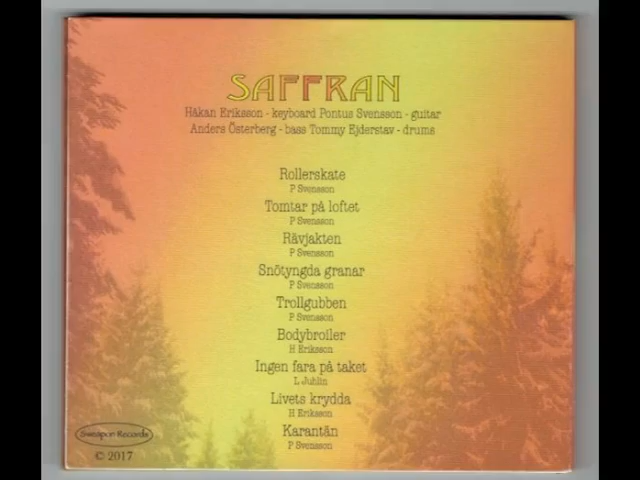 SAFFRAN
Håkan Eriksson - keyboard Pontus Svensson - guitar
Anders Österberg - bass Tommy Ejderstav - drums
Rollerskate
P Svensson
Tomtar på loftet
P Svensson
Rävjakten
P Svensson
Snötyngda granar
P Svensson
Trollgubben
P Svensson
Bodybroiler
H Eriksson
Ingen fara på taket
L Juhlin
Livets krydda
H Eriksson
Karantän
P Svensson
Sweapon Records
© 2017